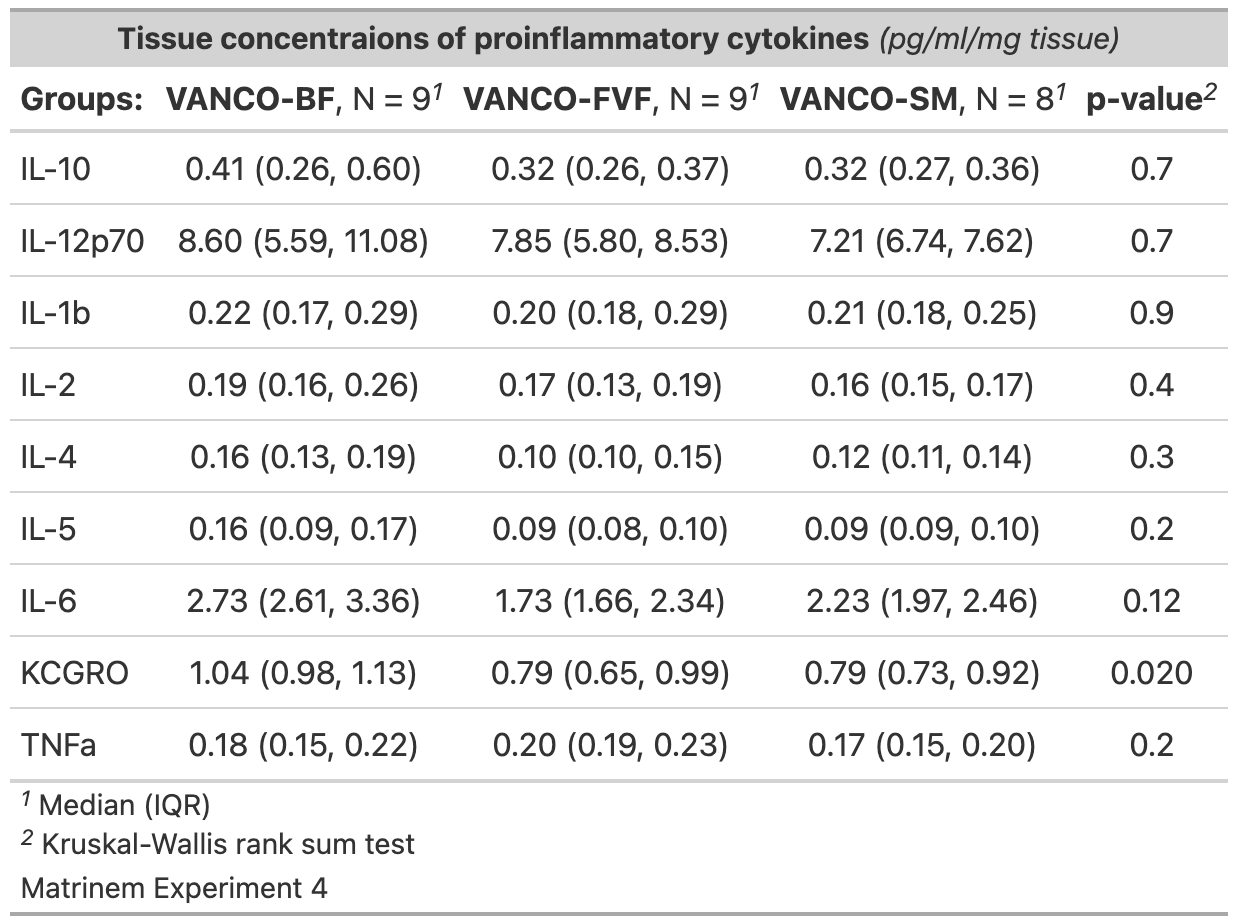 Tissue concentraions of proinflammatory cytokines (pg/ml/mg tissue)
Groups: VANCO-BF, N = 9¹ VANCO-FVF, N = 9¹ VANCO-SM, N = 8¹ p-value²
IL-10 0.41 (0.26, 0.60) 0.32 (0.26, 0.37) 0.32 (0.27, 0.36) 0.7
IL-12p70 8.60 (5.59, 11.08) 7.85 (5.80, 8.53) 7.21 (6.74, 7.62) 0.7
IL-1b 0.22 (0.17, 0.29) 0.20 (0.18, 0.29) 0.21 (0.18, 0.25) 0.9
IL-2 0.19 (0.16, 0.26) 0.17 (0.13, 0.19) 0.16 (0.15, 0.17) 0.4
IL-4 0.16 (0.13, 0.19) 0.10 (0.10, 0.15) 0.12 (0.11, 0.14) 0.3
IL-5 0.16 (0.09, 0.17) 0.09 (0.08, 0.10) 0.09 (0.09, 0.10) 0.2
IL-6 2.73 (2.61, 3.36) 1.73 (1.66, 2.34) 2.23 (1.97, 2.46) 0.12
KCGRO 1.04 (0.98, 1.13) 0.79 (0.65, 0.99) 0.79 (0.73, 0.92) 0.020
TNFa 0.18 (0.15, 0.22) 0.20 (0.19, 0.23) 0.17 (0.15, 0.20) 0.2
¹ Median (IQR)
² Kruskal-Wallis rank sum test
Matrinem Experiment 4